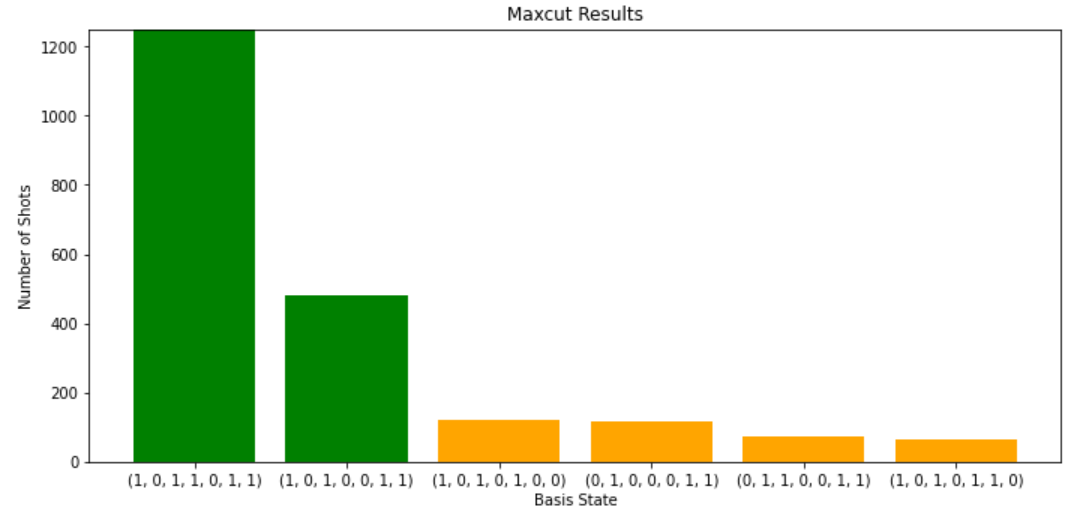 Maxcut Results
Number of Shots
1200
1000
800
600
400
200
0
(1, 0, 1, 1, 0, 1, 1) (1, 0, 1, 0, 0, 1, 1) (1, 0, 1, 0, 1, 0, 0) (0, 1, 0, 0, 0, 1, 1) (0, 1, 1, 0, 0, 1, 1) (1, 0, 1, 0, 1, 1, 0)
Basis State